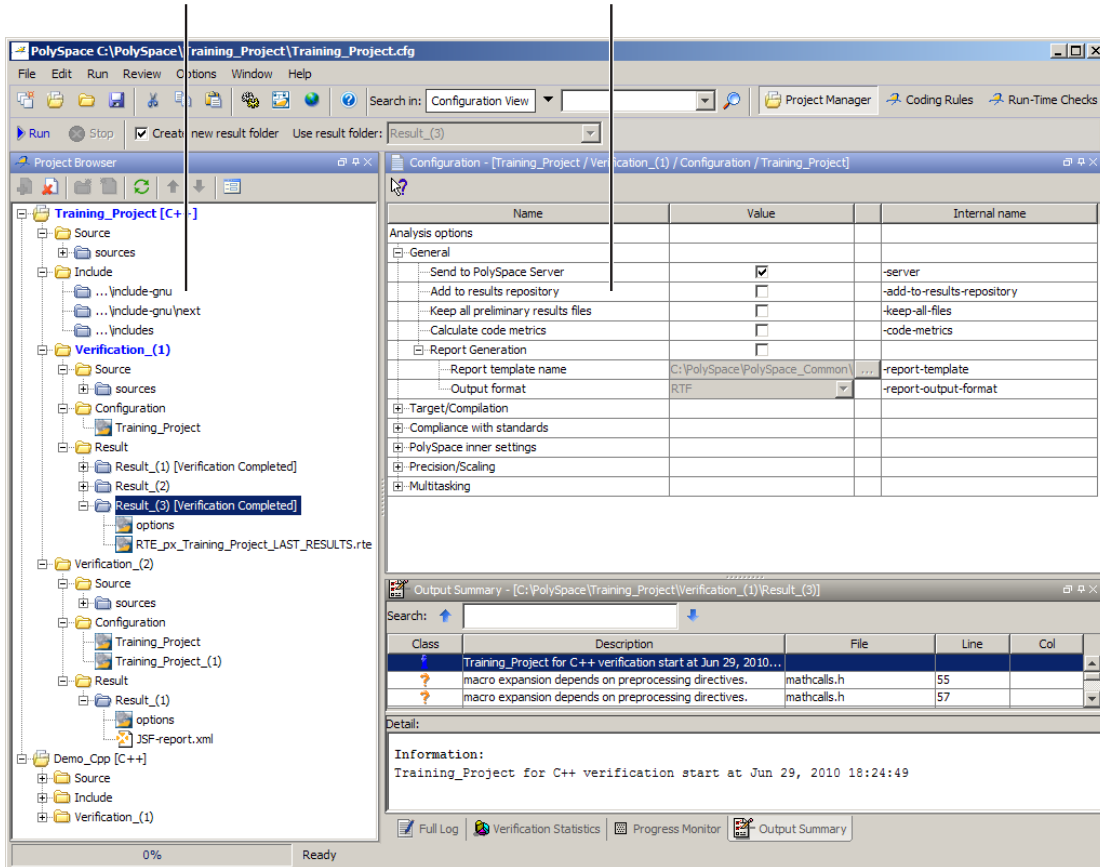 PolySpace C:\PolySpace\Training_Project\Training_Project.cfg
File Edit Run Review Options Window Help
Search in: Configuration View Project Manager Coding Rules Run-Time Checks
Run Stop Create new result folder Use result folder: Result_(3)
Project Browser
Training_Project [C++]
Source
sources
Include
...\include-gnu
...\include-gnu\next
...\includes
Verification_(1)
Source
sources
Configuration
Training_Project
Result
Result_(1) [Verification Completed]
Result_(2)
Result_(3) [Verification Completed]
options
RTE_px_Training_Project_LAST_RESULTS.rte
Verification_(2)
Source
sources
Configuration
Training_Project
Training_Project_(1)
Result
Result_(1)
options
JSF-report.xml
Demo_Cpp [C++]
Source
Include
Verification_(1)
Configuration - [Training_Project / Verification_(1) / Configuration / Training_Project]
Name Value Internal name
Analysis options
General
Send to PolySpace Server -server
Add to results repository -add-to-results-repository
Keep all preliminary results files -keep-all-files
Calculate code metrics -code-metrics
Report Generation
Report template name C:\PolySpace\PolySpace_Common\ ... -report-template
Output format RTF -report-output-format
Target/Compilation
Compliance with standards
PolySpace inner settings
Precision/Scaling
Multitasking
Output Summary - [C:\PolySpace\Training_Project\Verification_(1)\Result_(3)]
Search:
Class Description File Line Col
Training_Project for C++ verification start at Jun 29, 2010...
? macro expansion depends on preprocessing directives. mathcalls.h 55
? macro expansion depends on preprocessing directives. mathcalls.h 57
Detail:
Information:
Training_Project for C++ verification start at Jun 29, 2010 18:24:49
Full Log Verification Statistics Progress Monitor Output Summary
0% Ready